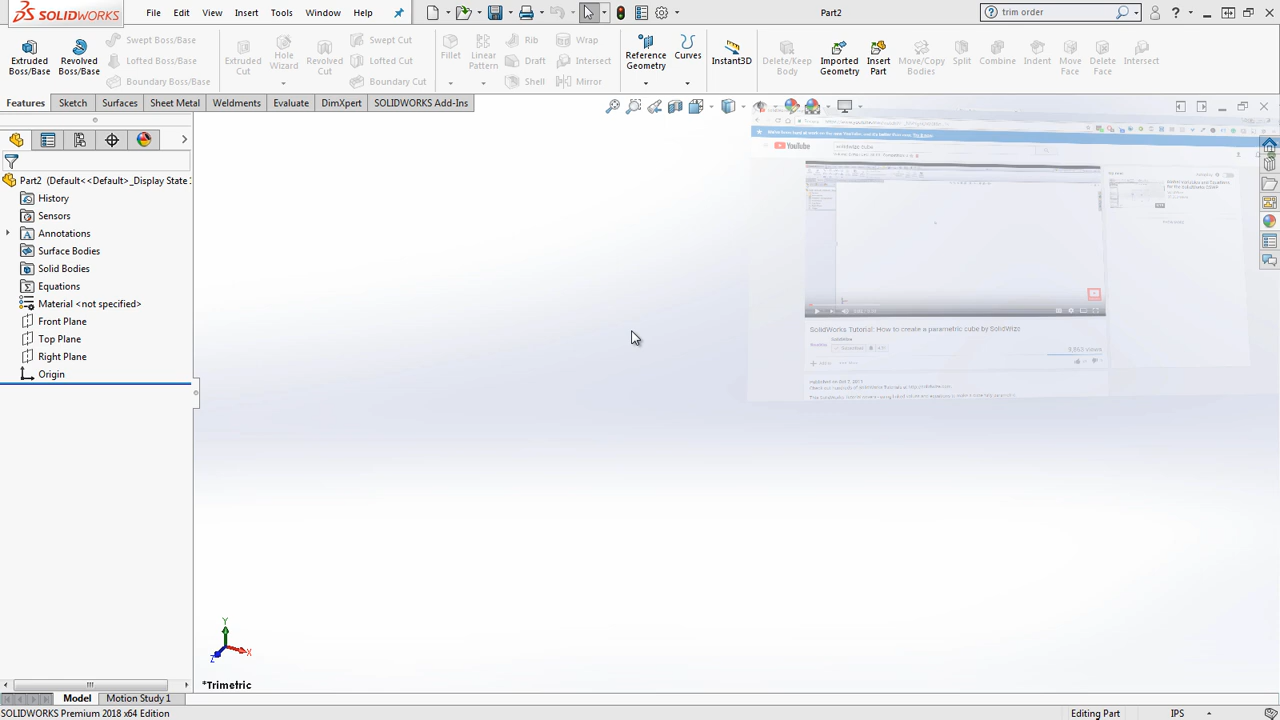 SOLIDWORKS File Edit View Insert Tools Window Help Part2 trim order
Extruded Boss/Base Revolved Boss/Base Swept Boss/Base Lofted Boss/Base Boundary Boss/Base Extruded Cut Hole Wizard Revolved Cut Swept Cut Lofted Cut Boundary Cut Fillet Linear Pattern Rib Draft Shell Wrap Intersect Mirror Reference Geometry Curves Instant3D Delete/Keep Body Imported Geometry Insert Part Move/Copy Bodies Split Combine Indent Move Face Delete Face Intersect
Features Sketch Surfaces Sheet Metal Weldments Evaluate DimXpert SOLIDWORKS Add-Ins
YouTube solidwize cube
Part2 (Default<<Default>_Display State
History
Sensors
Annotations
Surface Bodies
Solid Bodies
Equations
Material <not specified>
Front Plane
Top Plane
Right Plane
Origin
SolidWorks Tutorial: How to create a parametric cube by SolidWize
SolidWize
views
Y
X
Z
*Trimetric
Model Motion Study 1
SOLIDWORKS Premium 2018 x64 Edition Editing Part IPS